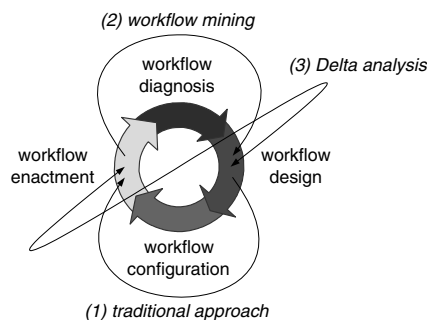 (2) workflow mining
workflow
diagnosis
(3) Delta analysis
workflow
enactment
workflow
design
workflow
configuration
(1) traditional approach